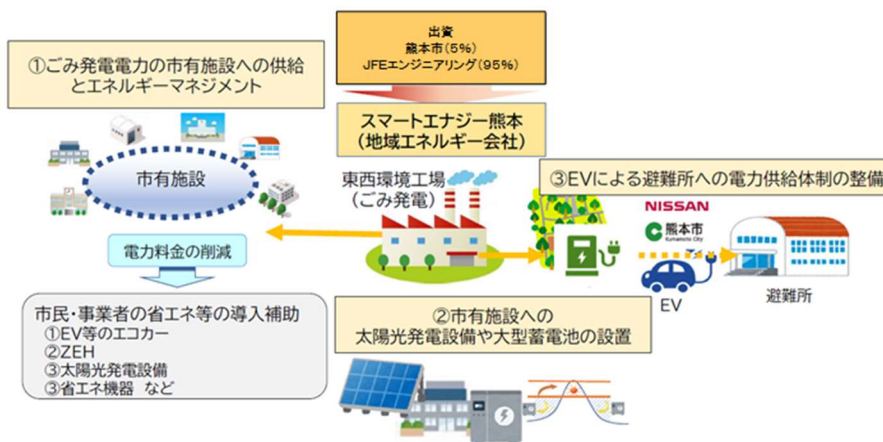 ①ごみ発電電力の市有施設への供給
とエネルギーマネジメント
出資
熊本市(5%)
JFEエンジニアリング(95%)
スマートエナジー熊本
(地域エネルギー会社)
市有施設
東西環境工場
(ごみ発電)
③EVによる避難所への電力供給体制の整備
NISSAN
熊本市
Kumamoto City
EV
避難所
電力料金の削減
市民・事業者の省エネ等の導入補助
①EV等のエコカー
②ZEH
③太陽光発電設備
③省エネ機器 など
②市有施設への
太陽光発電設備や大型蓄電池の設置